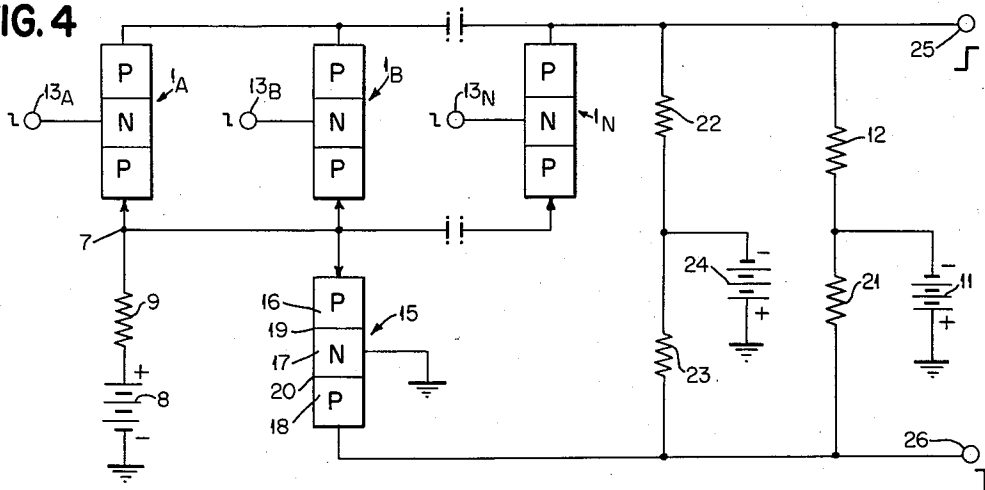 FIG. 4
P P P 25
13A 1A 13B 1B 13N
N N N 1N 22 12
P P P
7
24 - - 11
9 P 16 15 21
19
+ 17 N + +
8 20 23
- 18 P 26